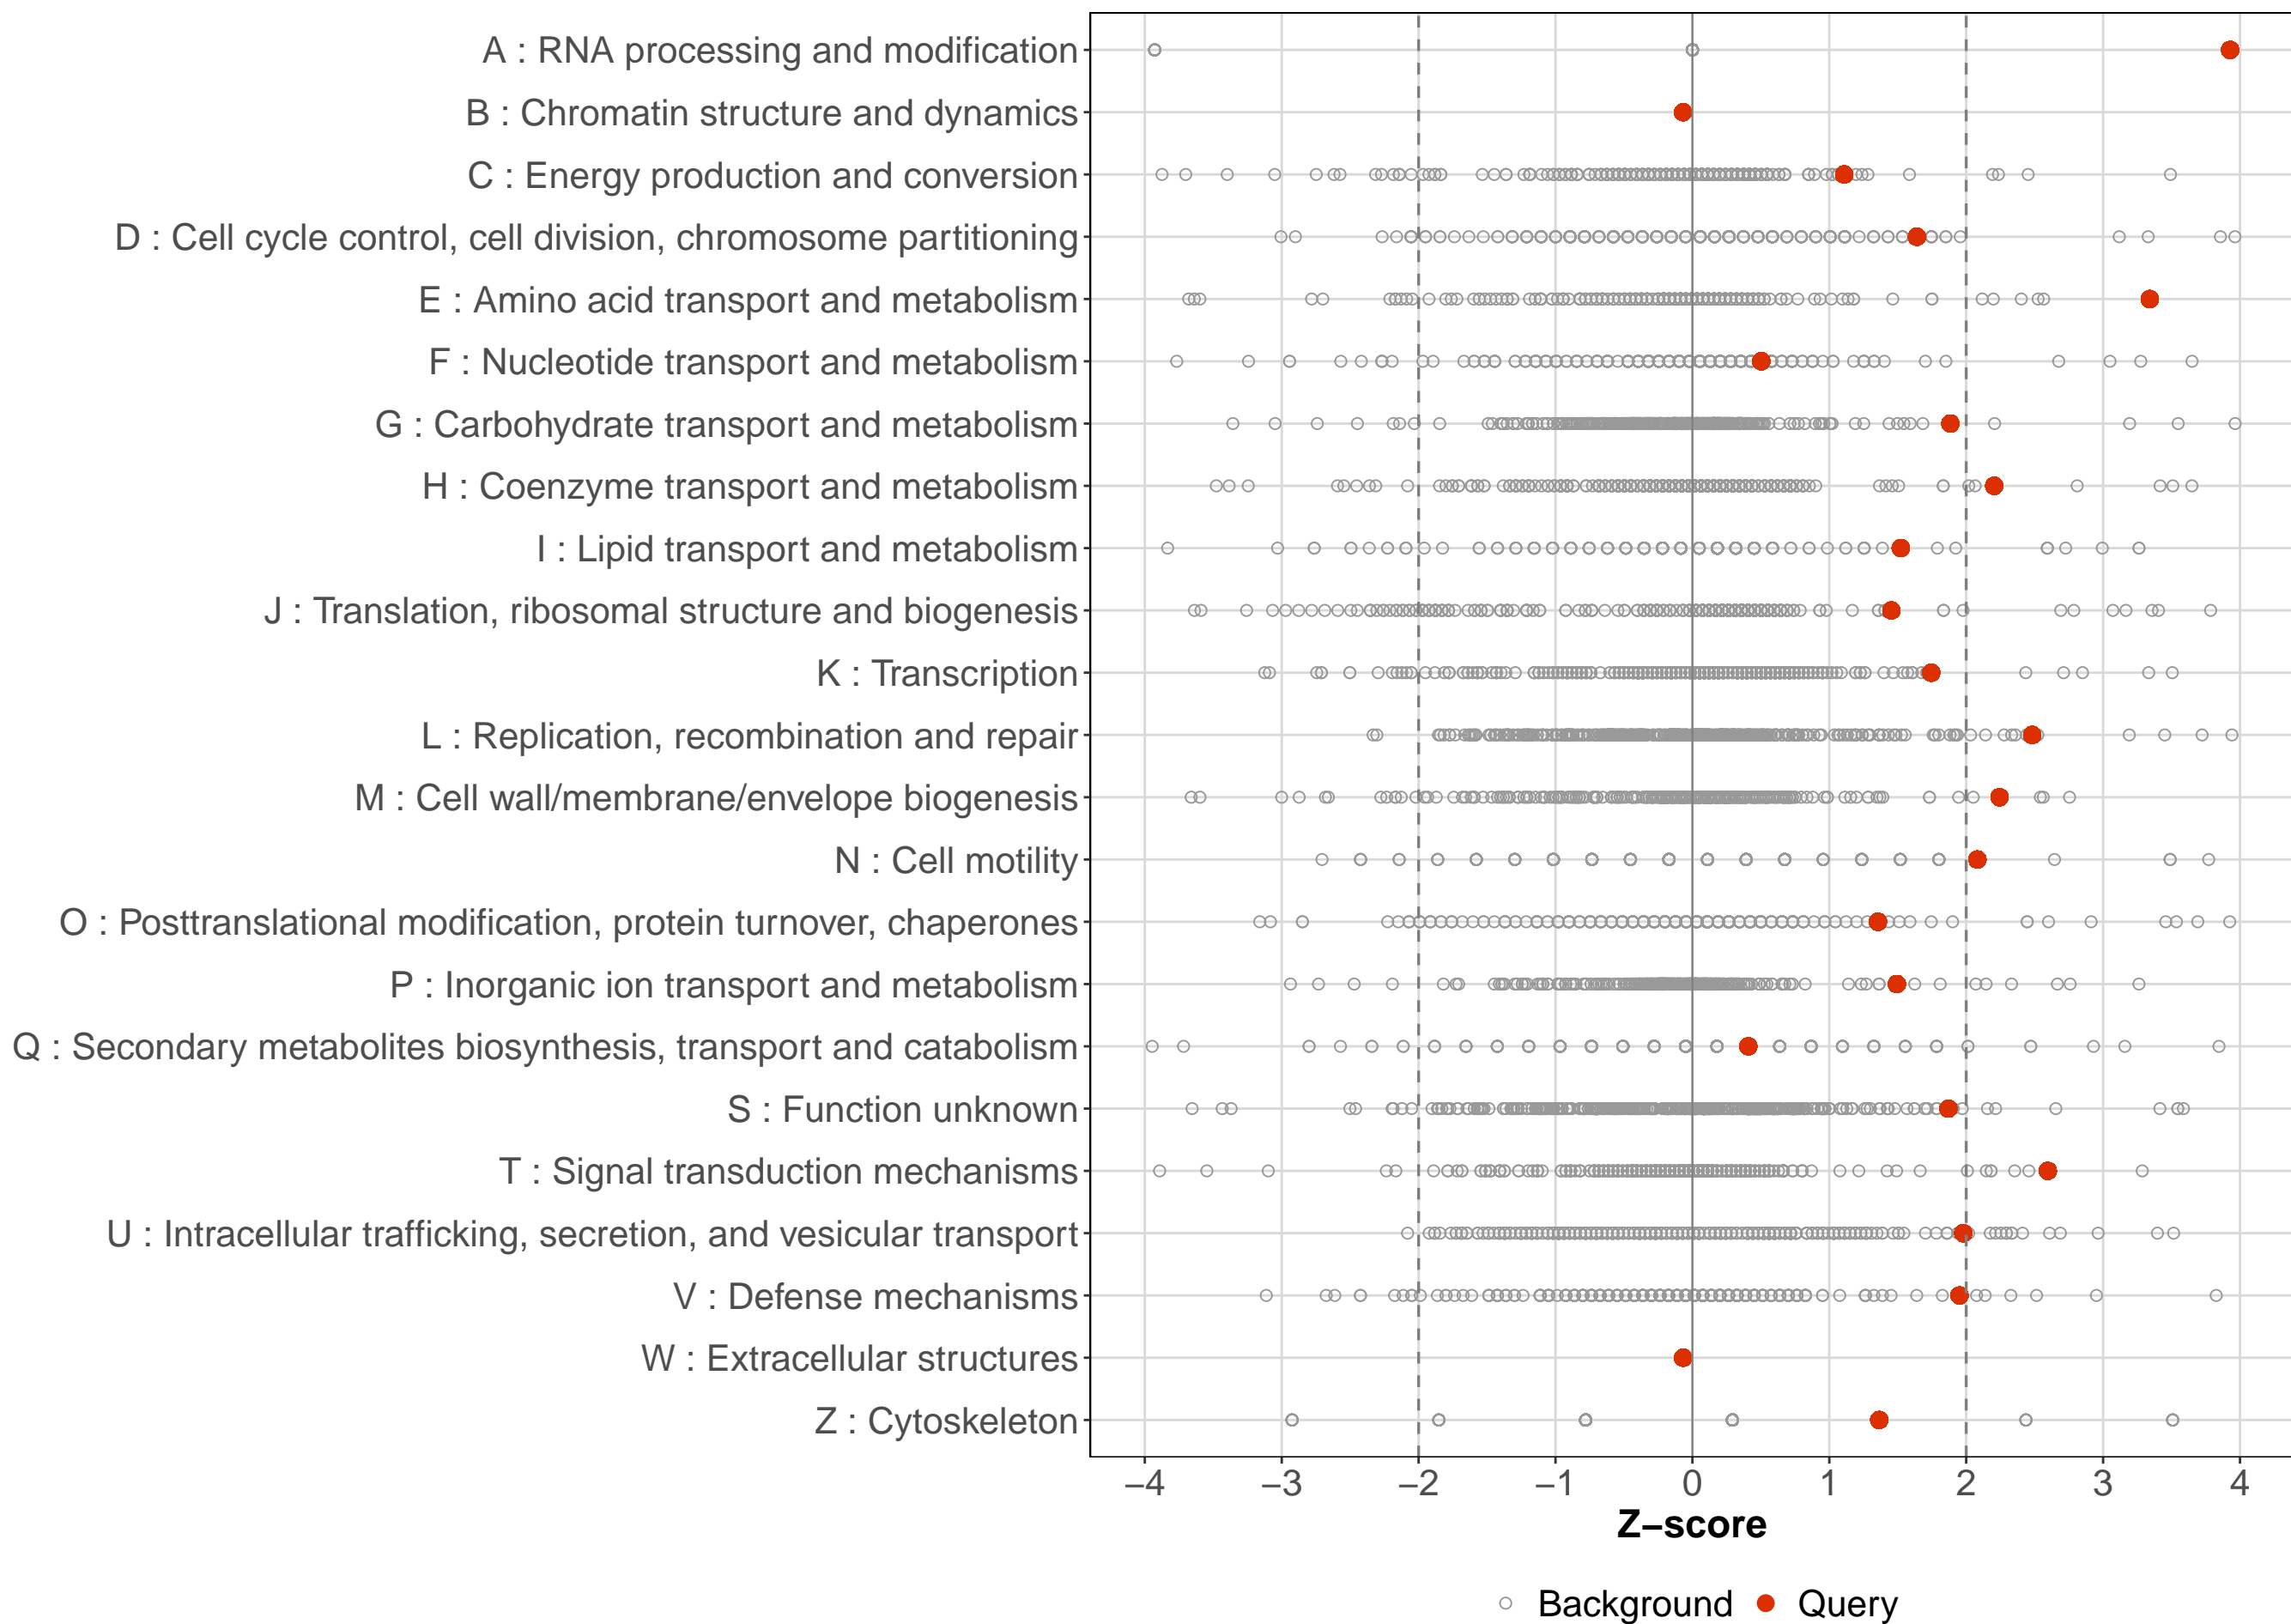 A : RNA processing and modification
B : Chromatin structure and dynamics
C : Energy production and conversion
D : Cell cycle control, cell division, chromosome partitioning
E : Amino acid transport and metabolism
F : Nucleotide transport and metabolism
G : Carbohydrate transport and metabolism
H : Coenzyme transport and metabolism
I : Lipid transport and metabolism
J : Translation, ribosomal structure and biogenesis
K : Transcription
L : Replication, recombination and repair
M : Cell wall/membrane/envelope biogenesis
N : Cell motility
O : Posttranslational modification, protein turnover, chaperones
P : Inorganic ion transport and metabolism
Q : Secondary metabolites biosynthesis, transport and catabolism
S : Function unknown
T : Signal transduction mechanisms
U : Intracellular trafficking, secretion, and vesicular transport
V : Defense mechanisms
W : Extracellular structures
Z : Cytoskeleton
−4 −3 −2 −1 0 1 2 3 4
Z−score
Background Query